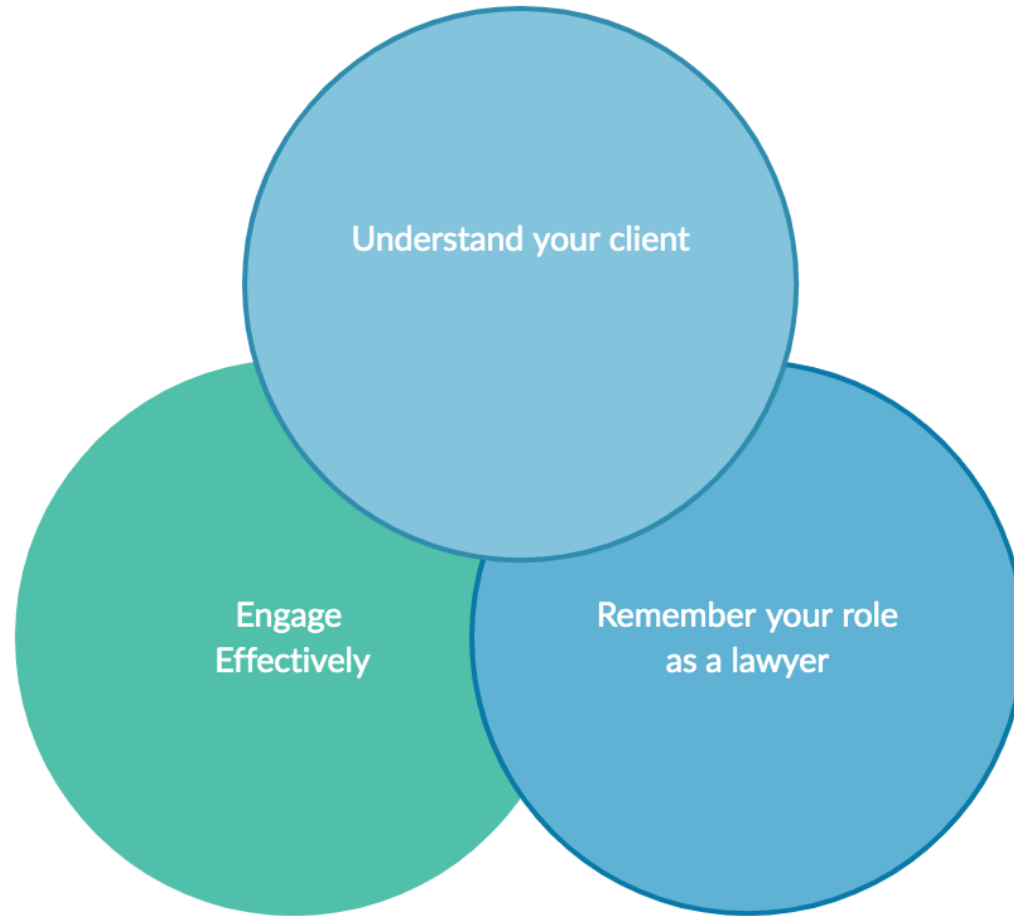 Understand your client
Engage
Effectively
Remember your role
as a lawyer